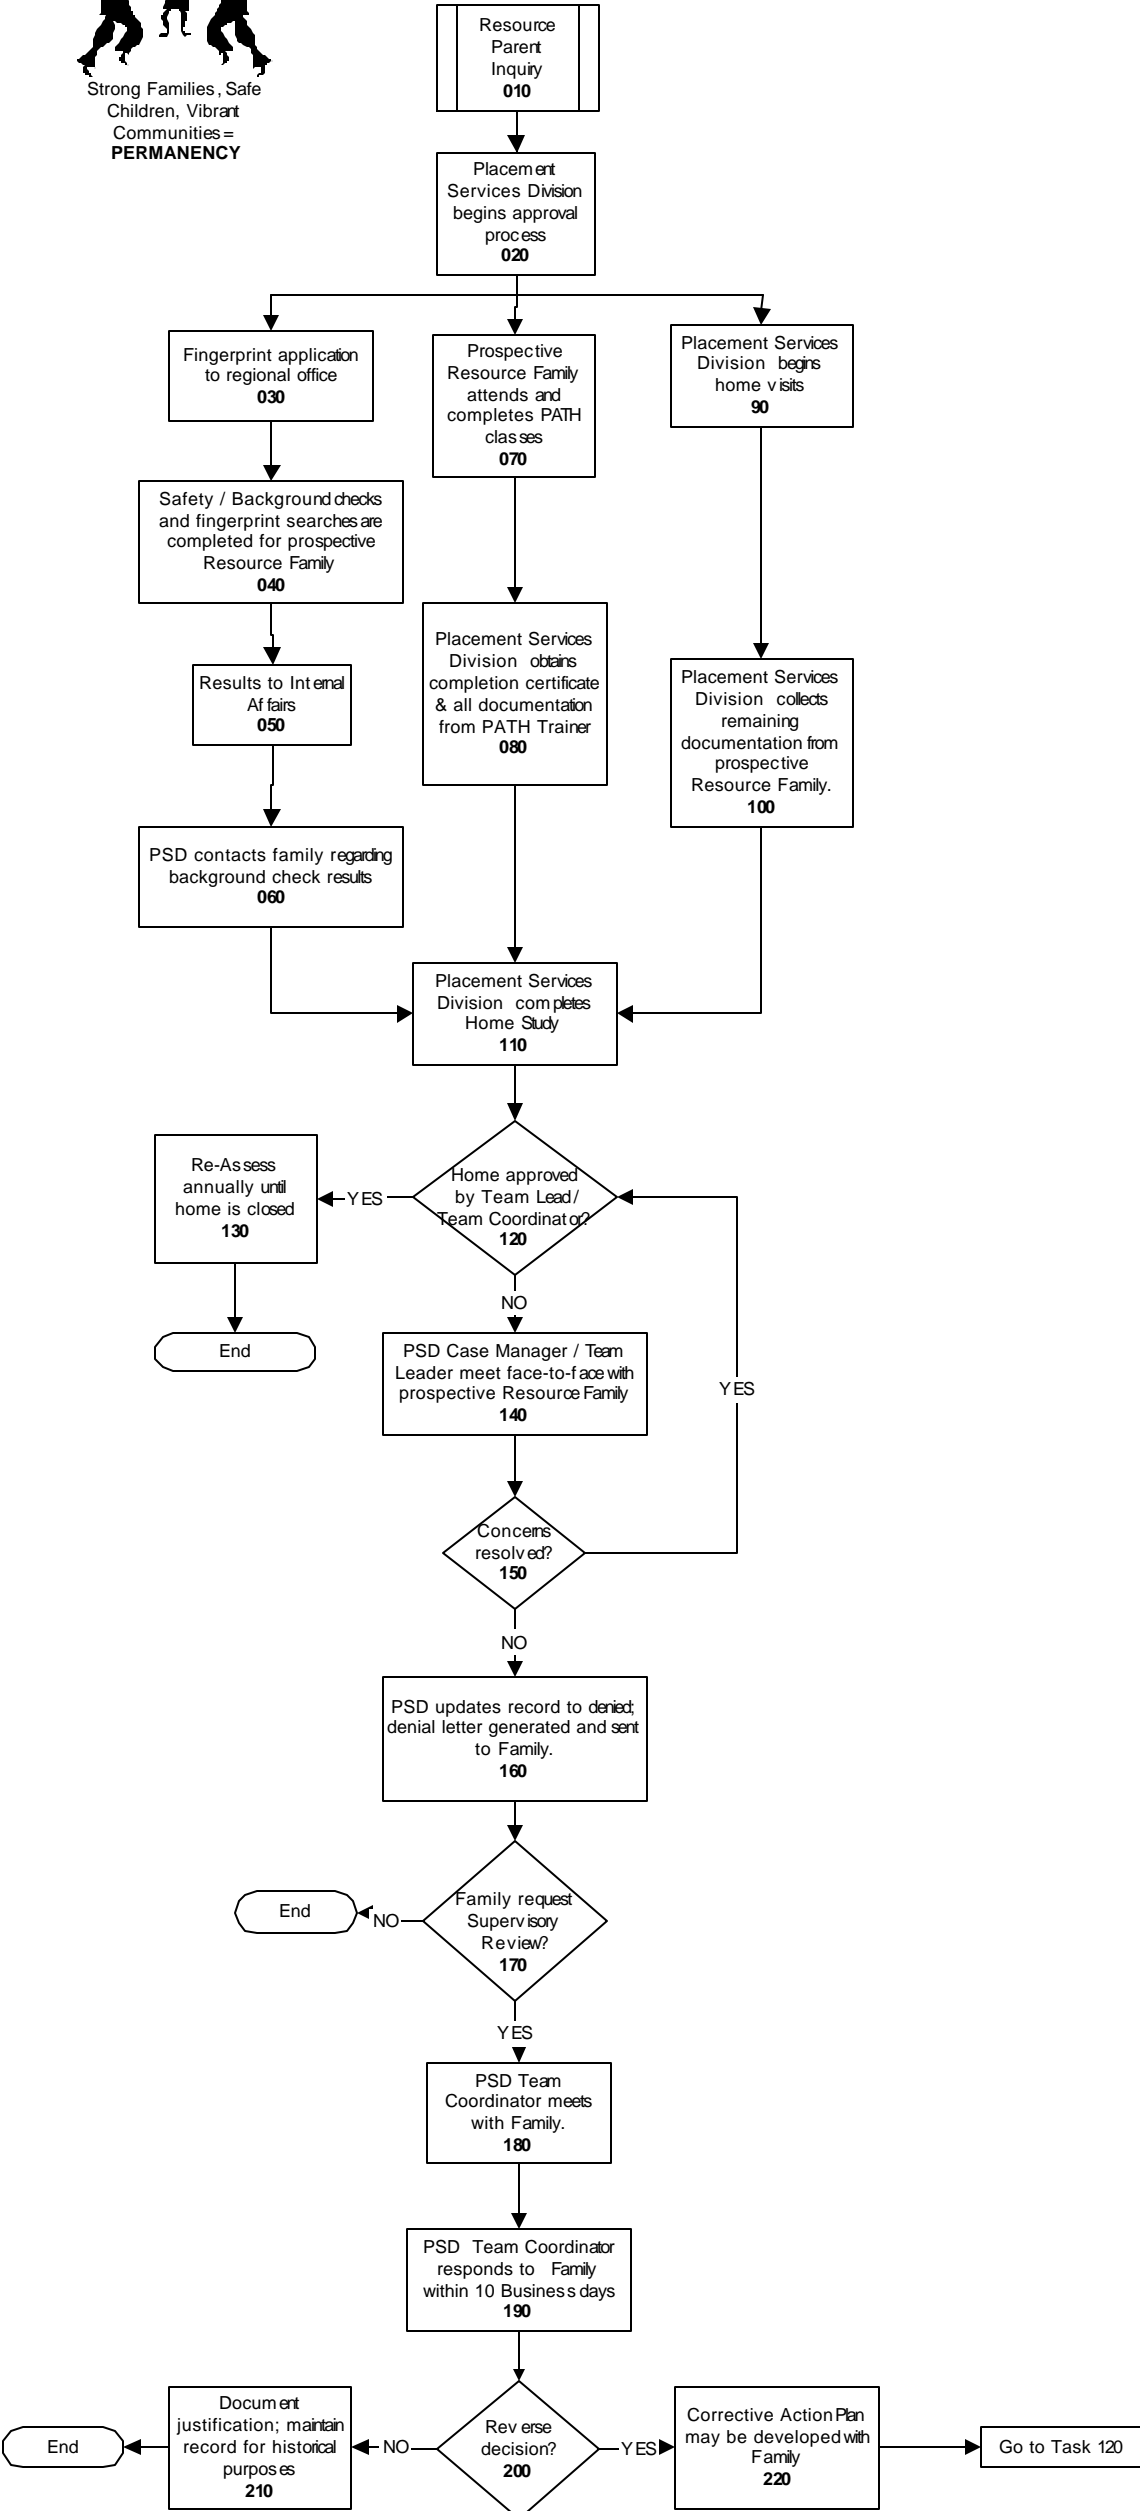 Strong Families, Safe
Children, Vibrant
Communities =
PERMANENCY
Resource
Parent
Inquiry
010
Placement
Services Division
begins approval
process
020
Fingerprint application
to regional office
030
Prospective
Resource Family
attends and
completes PATH
classes
070
Placement Services
Division begins
home visits
90
Safety / Background checks
and fingerprint searches are
completed for prospective
Resource Family
040
Placement Services
Division obtains
completion certificate
& all documentation
from PATH Trainer
080
Placement Services
Division collects
remaining
documentation from
prospective
Resource Family.
100
Results to Internal
Affairs
050
PSD contacts family regarding
background check results
060
Placement Services
Division completes
Home Study
110
Home approved
by Team Lead/
Team Coordinator?
120
YES
Re-Assess
annually until
home is closed
130
End
NO
PSD Case Manager / Team
Leader meet face-to-face with
prospective Resource Family
140
YES
Concerns
resolved?
150
NO
PSD updates record to denied;
denial letter generated and sent
to Family.
160
Family request
Supervisory
Review?
170
NO
End
YES
PSD Team
Coordinator meets
with Family.
180
PSD Team Coordinator
responds to Family
within 10 Business days
190
Reverse
decision?
200
NO
Document
justification; maintain
record for historical
purposes
210
End
YES
Corrective Action Plan
may be developed with
Family
220
Go to Task 120